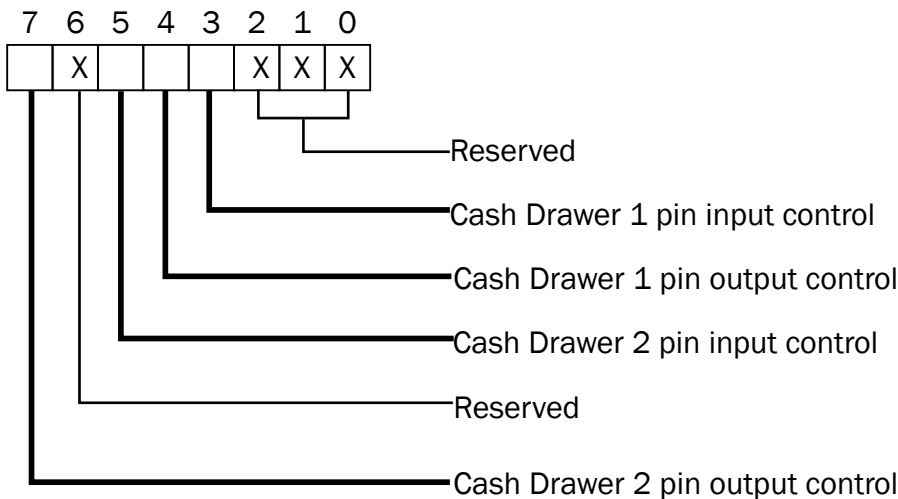 7 6 5 4 3 2 1 0
X X X X
Reserved
Cash Drawer 1 pin input control
Cash Drawer 1 pin output control
Cash Drawer 2 pin input control
Reserved
Cash Drawer 2 pin output control